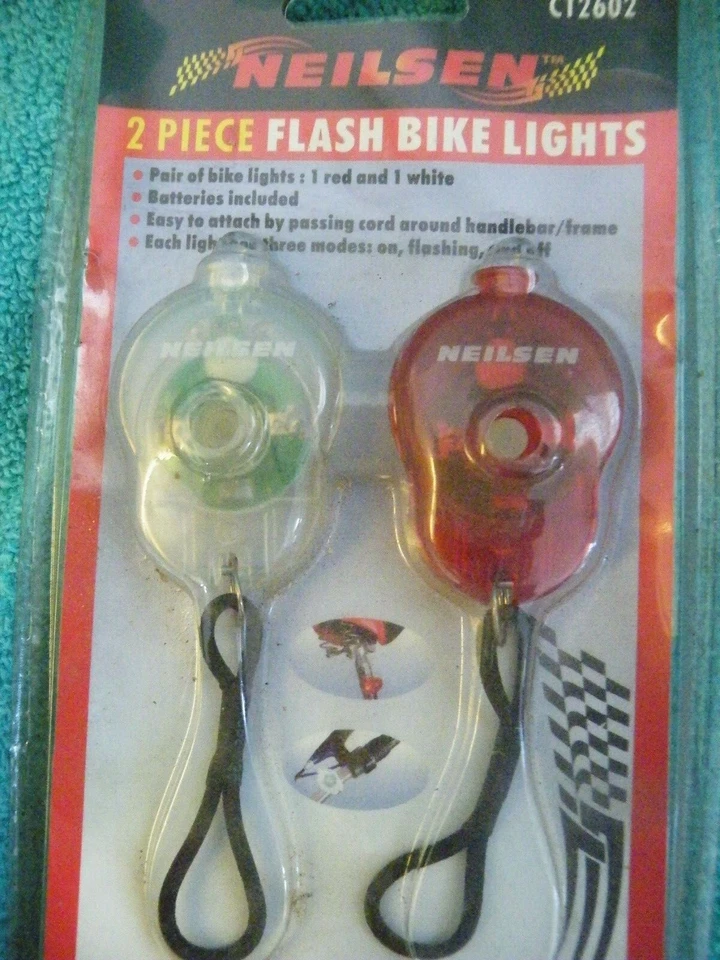 CT2602
NEILSEN™
2 PIECE FLASH BIKE LIGHTS
• Pair of bike lights : 1 red and 1 white
• Batteries included
• Easy to attach by passing cord around handlebar/frame
• Each light has three modes: on, flashing, and off
NEILSEN
NEILSEN